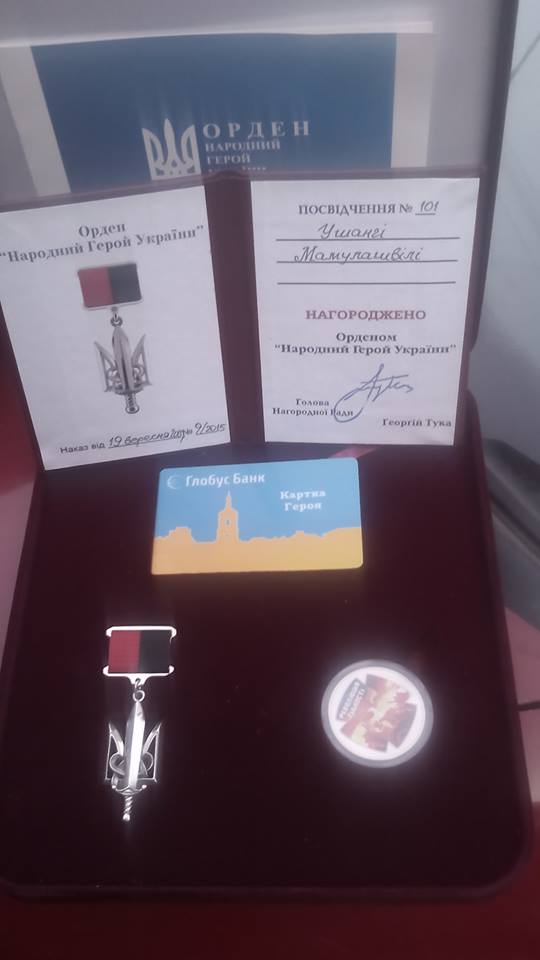 ОРДЕН
НАРОДНИЙ
ГЕРОЙ
Орден
“Народний Герой України”
Наказ від 19 вересня № 9/2015
ПОСВІДЧЕННЯ № 101
Ушангі
Мамулашвілі
НАГОРОДЖЕНО
Орденом
“Народний Герой України”
Голова
Нагородної Ради
Георгій Тука
Глобус Банк
Картка
Героя